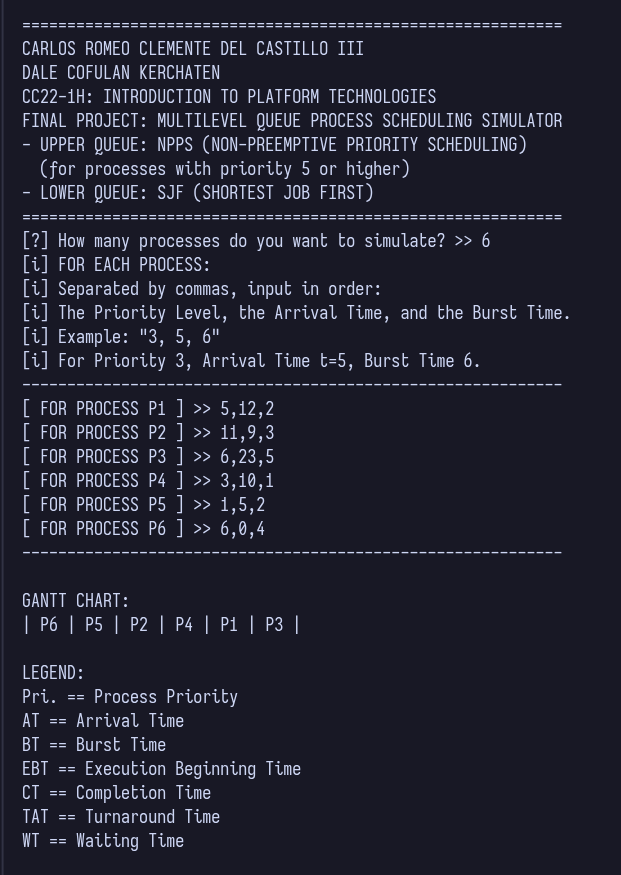 ============================================================
CARLOS ROMEO CLEMENTE DEL CASTILLO III
DALE COFULAN KERCHATEN
CC22-1H: INTRODUCTION TO PLATFORM TECHNOLOGIES
FINAL PROJECT: MULTILEVEL QUEUE PROCESS SCHEDULING SIMULATOR
- UPPER QUEUE: NPPS (NON-PREEMPTIVE PRIORITY SCHEDULING)
(for processes with priority 5 or higher)
- LOWER QUEUE: SJF (SHORTEST JOB FIRST)
============================================================
[?] How many processes do you want to simulate? >> 6
[i] FOR EACH PROCESS:
[i] Separated by commas, input in order:
[i] The Priority Level, the Arrival Time, and the Burst Time.
[i] Example: "3, 5, 6"
[i] For Priority 3, Arrival Time t=5, Burst Time 6.
------------------------------------------------------------
[ FOR PROCESS P1 ] >> 5,12,2
[ FOR PROCESS P2 ] >> 11,9,3
[ FOR PROCESS P3 ] >> 6,23,5
[ FOR PROCESS P4 ] >> 3,10,1
[ FOR PROCESS P5 ] >> 1,5,2
[ FOR PROCESS P6 ] >> 6,0,4
------------------------------------------------------------
GANTT CHART:
| P6 | P5 | P2 | P4 | P1 | P3 |
LEGEND:
Pri. == Process Priority
AT == Arrival Time
BT == Burst Time
EBT == Execution Beginning Time
CT == Completion Time
TAT == Turnaround Time
WT == Waiting Time